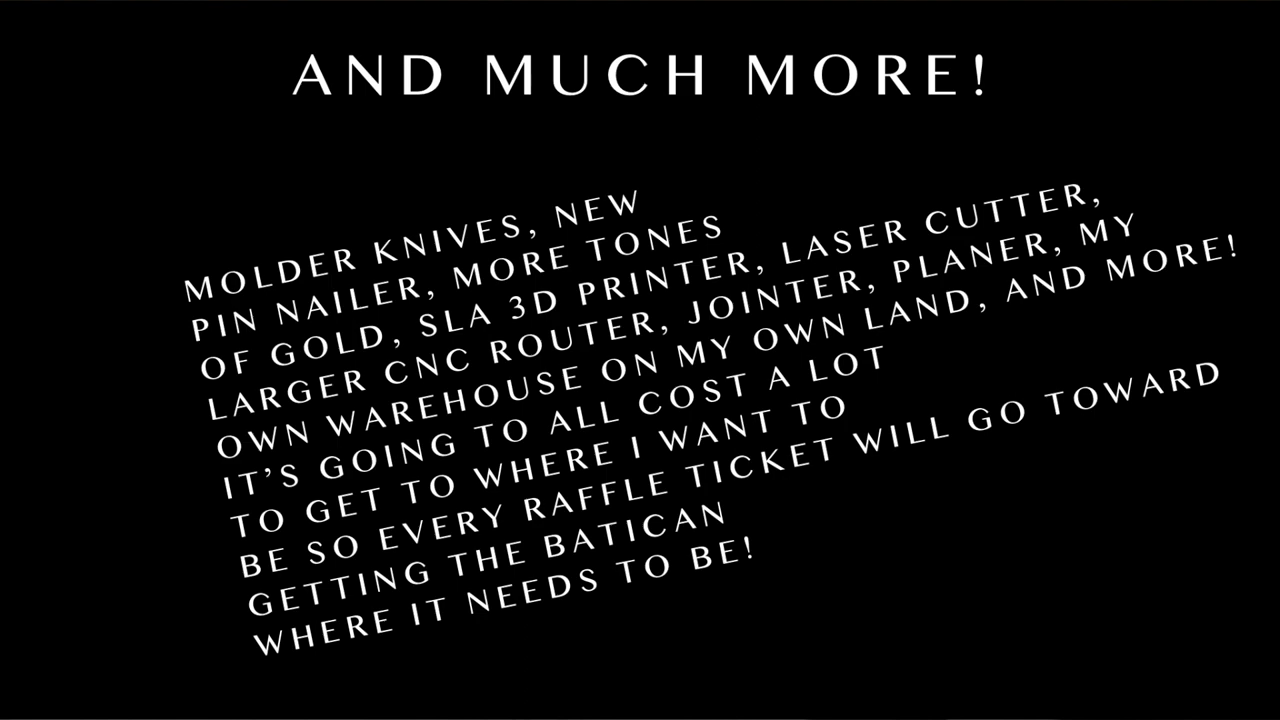 AND MUCH MORE!
MOLDER KNIVES, NEW
PIN NAILER, MORE TONES
OF GOLD, SLA 3D PRINTER, LASER CUTTER,
LARGER CNC ROUTER, JOINTER, PLANER, MY
OWN WAREHOUSE ON MY OWN LAND, AND MORE!
IT'S GOING TO ALL COST A LOT
TO GET TO WHERE I WANT TO
BE SO EVERY RAFFLE TICKET WILL GO TOWARD
GETTING THE BATICAN
WHERE IT NEEDS TO BE!